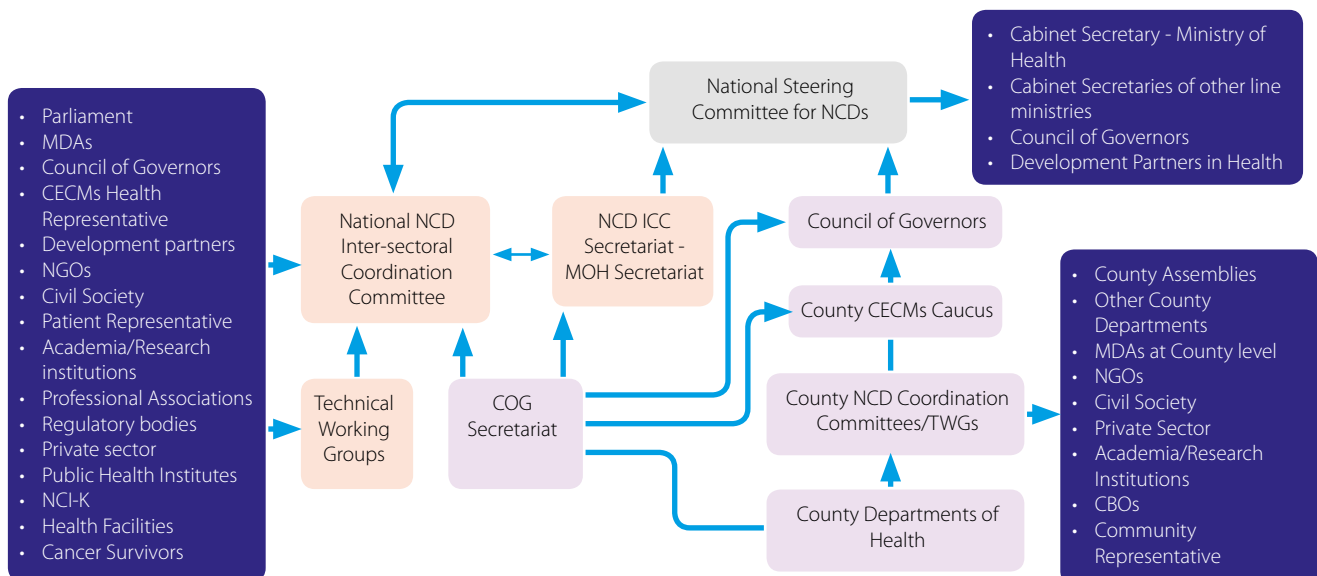 • Parliament
• MDAs
• Council of Governors
• CECMs Health
Representative
• Development partners
• NGOs
• Civil Society
• Patient Representative
• Academia/Research
institutions
• Professional Associations
• Regulatory bodies
• Private sector
• Public Health Institutes
• NCI-K
• Health Facilities
• Cancer Survivors
National Steering
Committee for NCDs
• Cabinet Secretary - Ministry of
Health
• Cabinet Secretaries of other line
ministries
• Council of Governors
• Development Partners in Health
National NCD
Inter-sectoral
Coordination
Committee
NCD ICC
Secretariat -
MOH Secretariat
Council of Governors
County CECMs Caucus
Technical
Working
Groups
COG
Secretariat
County NCD Coordination
Committees/TWGs
County Departments of
Health
• County Assemblies
• Other County
Departments
• MDAs at County level
• NGOs
• Civil Society
• Private Sector
• Academia/Research
Institutions
• CBOs
• Community
Representative